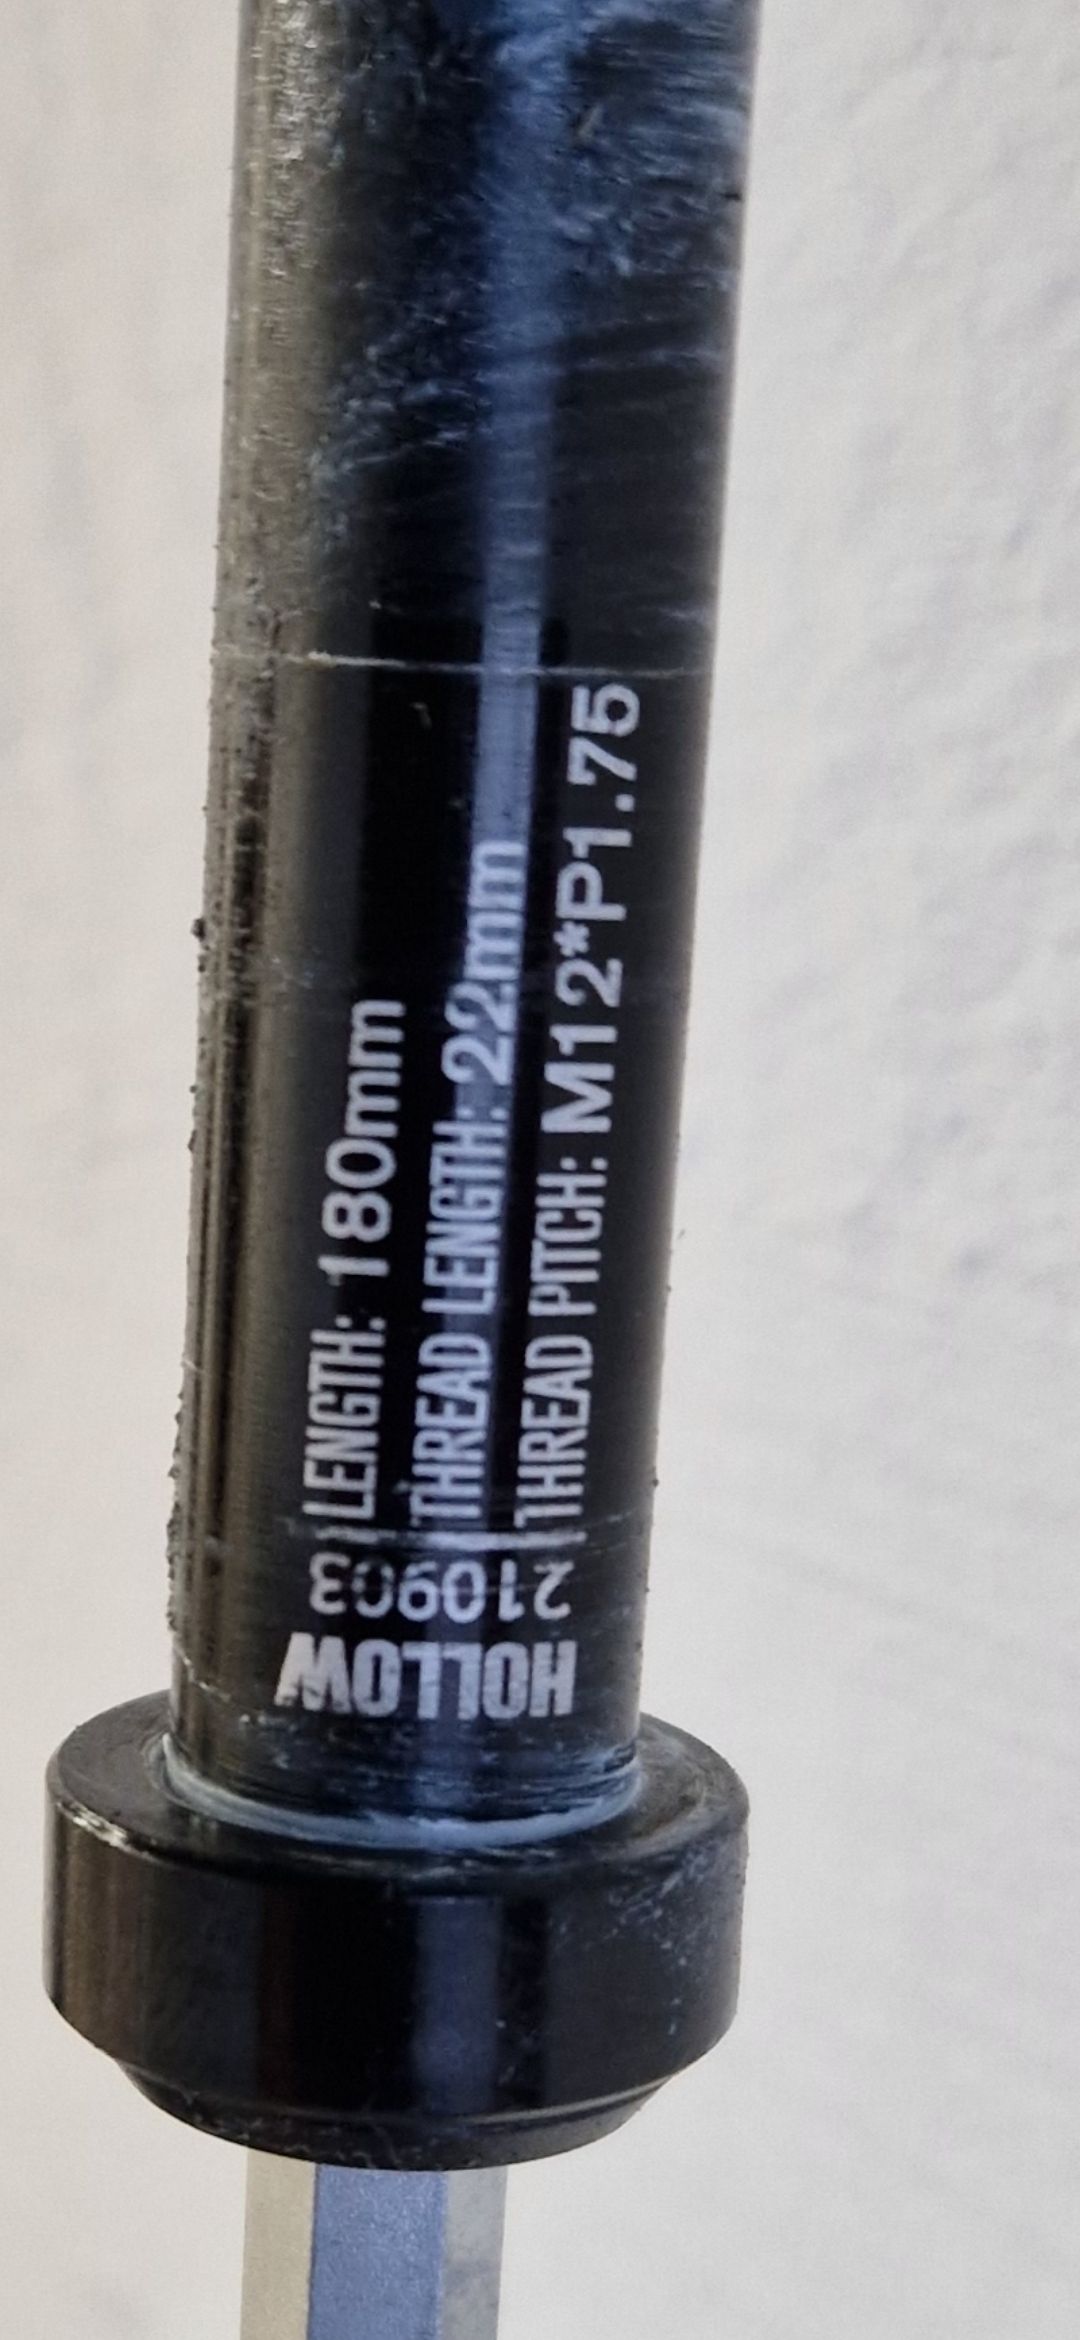 HOLLOW
210903
LENGTH: 180mm
THREAD LENGTH: 22mm
THREAD PITCH: M12*P1.75